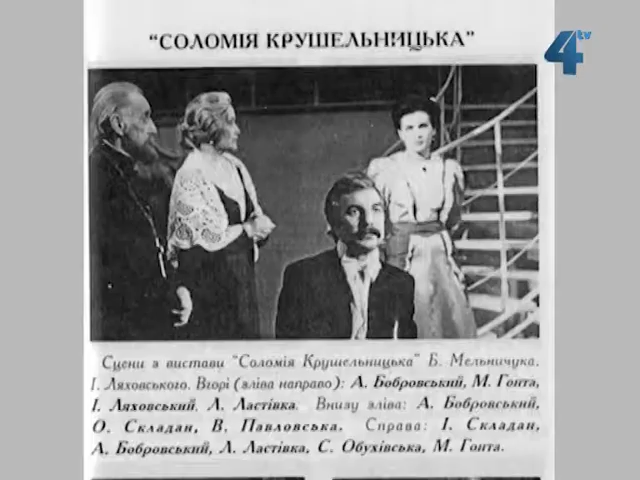 "СОЛОМІЯ КРУШЕЛЬНИЦЬКА"
4tv
Сцени з вистави "Соломія Крушельницька" Б. Мельничука,
І. Ляховського. Вгорі (зліва направо): А. Бобровський, М. Гонта,
І. Ляховський, Л. Ластівка. Внизу зліва: А. Бобровський,
О. Складан, В. Павловська. Справа: І. Складан,
А. Бобровський, Л. Ластівка, С. Обухівська, М. Гонта.